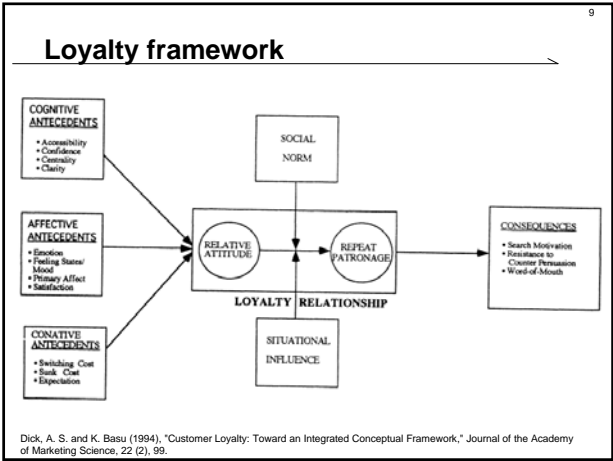 9
Loyalty framework
COGNITIVE
ANTECEDENTS
• Accessibility
• Confidence
• Centrality
• Clarity
AFFECTIVE
ANTECEDENTS
• Emotion
• Feeling States/
Mood
• Primary Affect
• Satisfaction
CONATIVE
ANTECEDENTS
• Switching Cost
• Sunk Cost
• Expectation
SOCIAL
NORM
RELATIVE
ATTITUDE
REPEAT
PATRONAGE
LOYALTY RELATIONSHIP
SITUATIONAL
INFLUENCE
CONSEQUENCES
• Search Motivation
• Resistance to
Counter Persuasion
• Word-of-Mouth
Dick, A. S. and K. Basu (1994), "Customer Loyalty: Toward an Integrated Conceptual Framework," Journal of the Academy
of Marketing Science, 22 (2), 99.